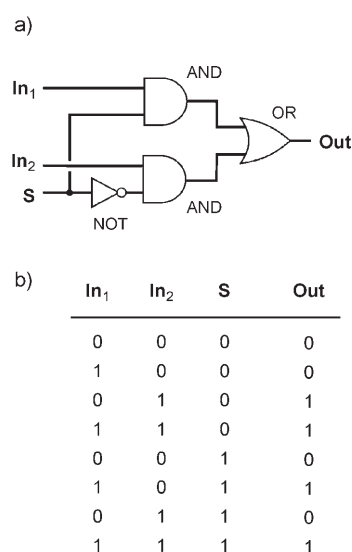 a)
AND
In₁
OR
Out
In₂
S
NOT
AND
b)
In₁ In₂ S Out
0 0 0 0
1 0 0 0
0 1 0 1
1 1 0 1
0 0 1 0
1 0 1 1
0 1 1 0
1 1 1 1